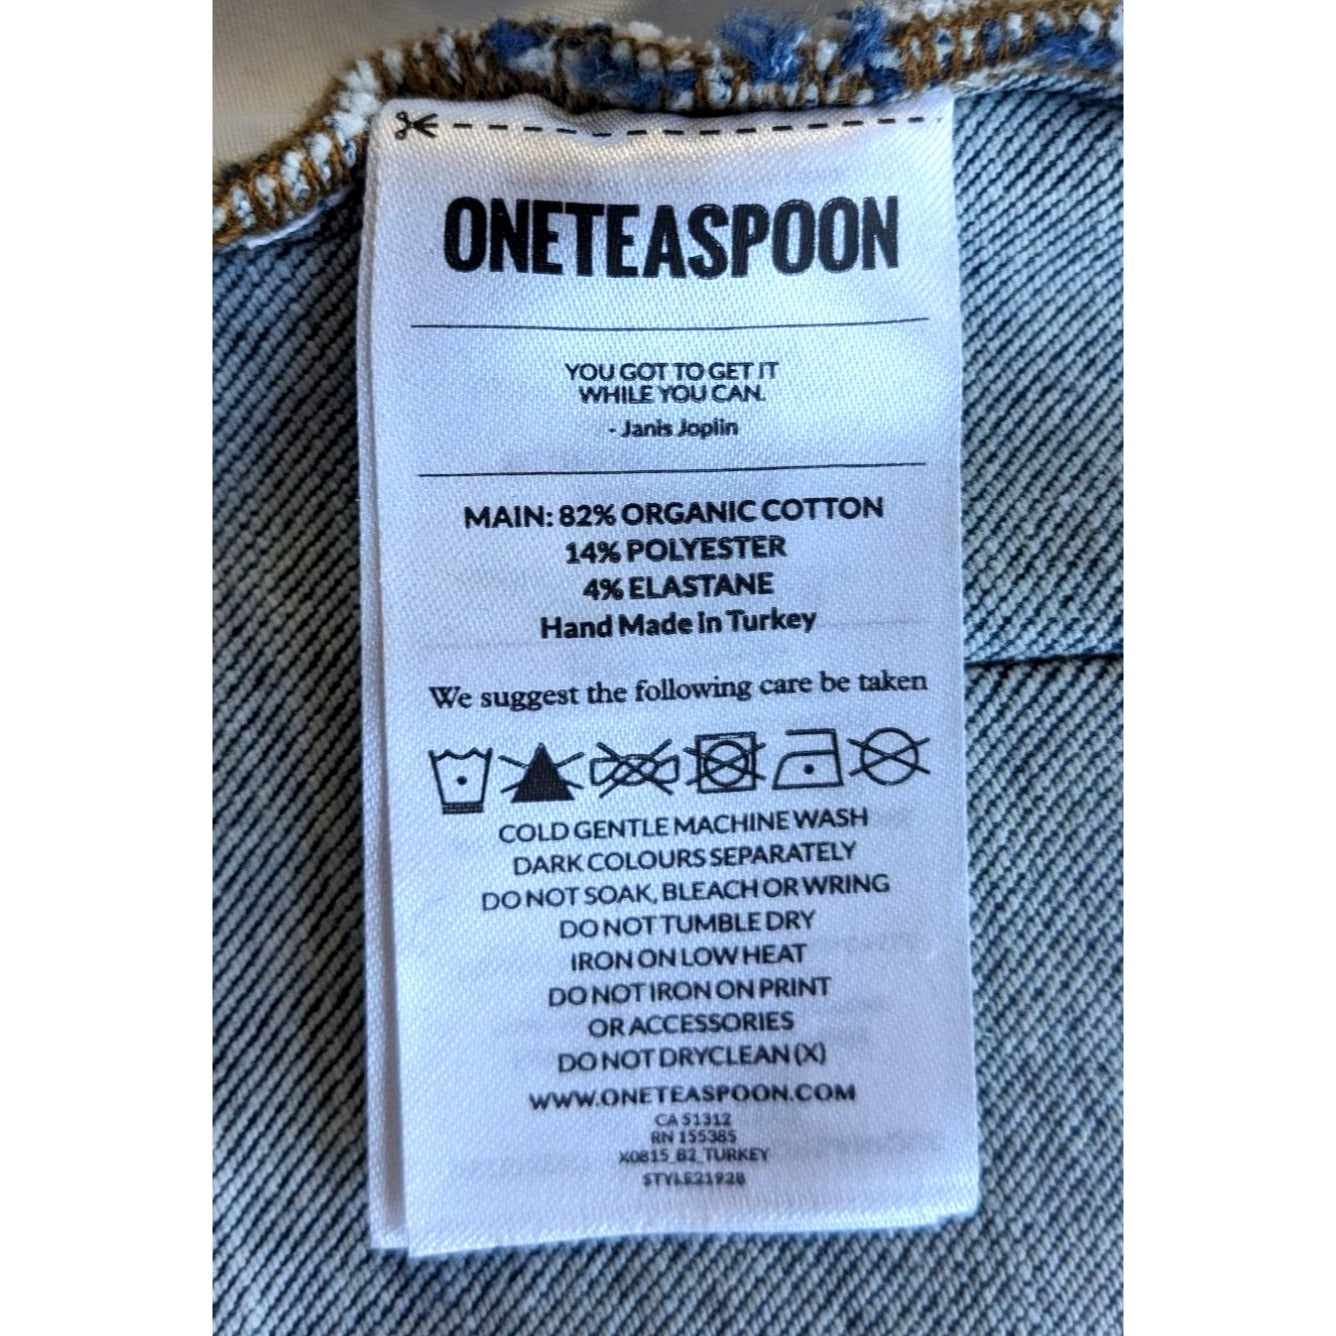 ONETEASPOON
YOU GOT TO GET IT
WHILE YOU CAN.
- Janis Joplin
MAIN: 82% ORGANIC COTTON
14% POLYESTER
4% ELASTANE
Hand Made in Turkey
We suggest the following care be taken
COLD GENTLE MACHINE WASH
DARK COLOURS SEPARATELY
DO NOT SOAK, BLEACH OR WRING
DO NOT TUMBLE DRY
IRON ON LOW HEAT
DO NOT IRON ON PRINT
OR ACCESSORIES
DO NOT DRYCLEAN (X)
WWW.ONETEASPOON.COM
CA 51312
RN 155385
X0815_B2_TURKEY
STYLE21928